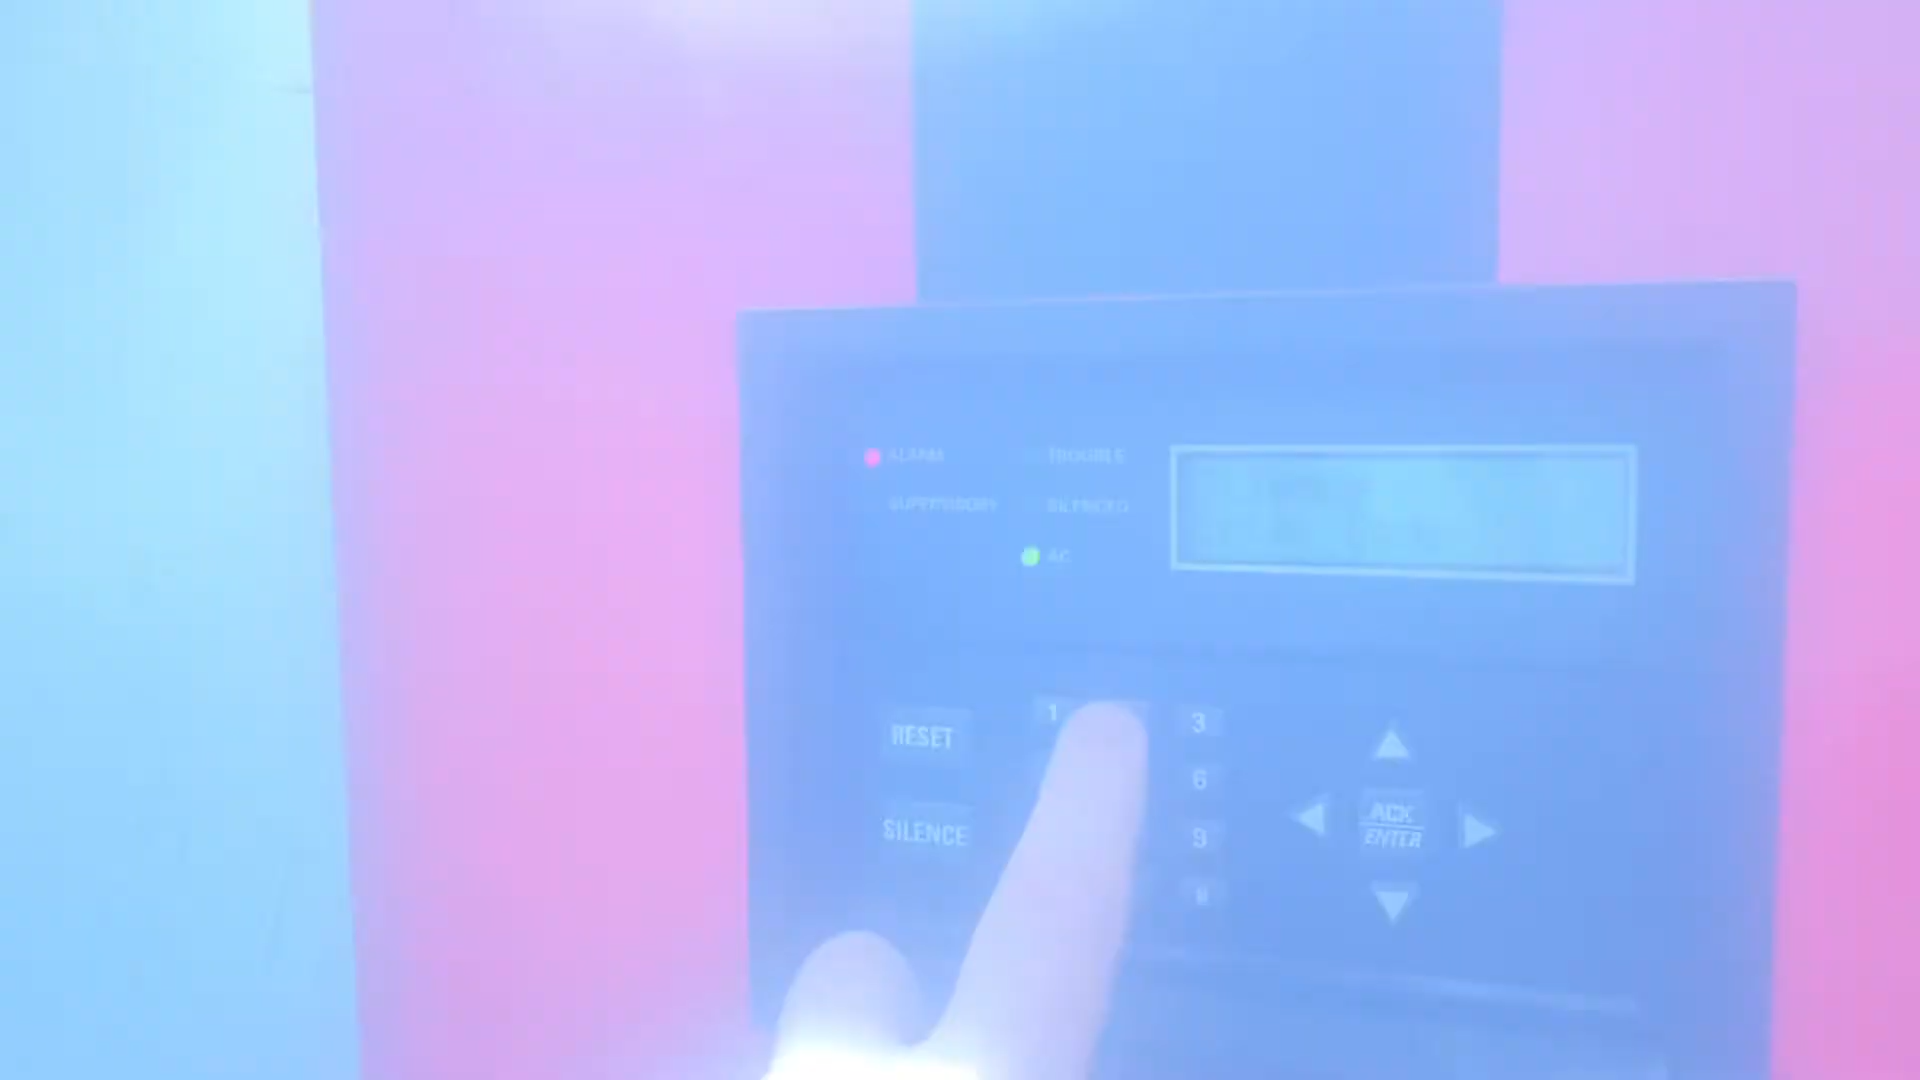 ALARM TROUBLE
SUPERVISORY SILENCED
AC
RESET
SILENCE
1 3
6
9
ACK
ENTER